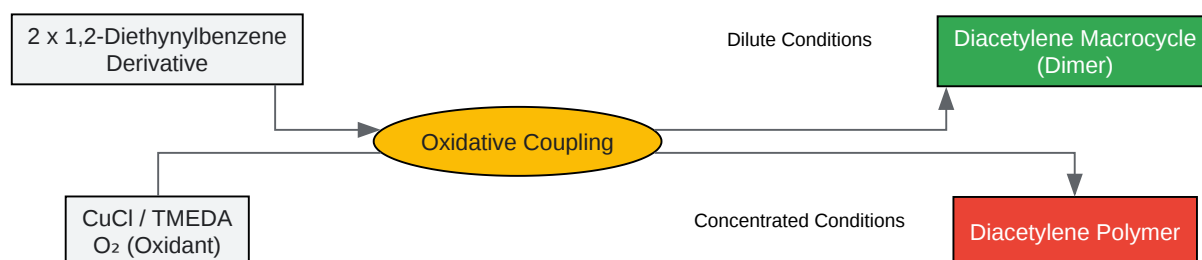 2 x 1,2-Diethynylbenzene
Derivative
Dilute Conditions
Diacetylene Macrocycle
(Dimer)
Oxidative Coupling
CuCl / TMEDA
O₂ (Oxidant)
Concentrated Conditions
Diacetylene Polymer